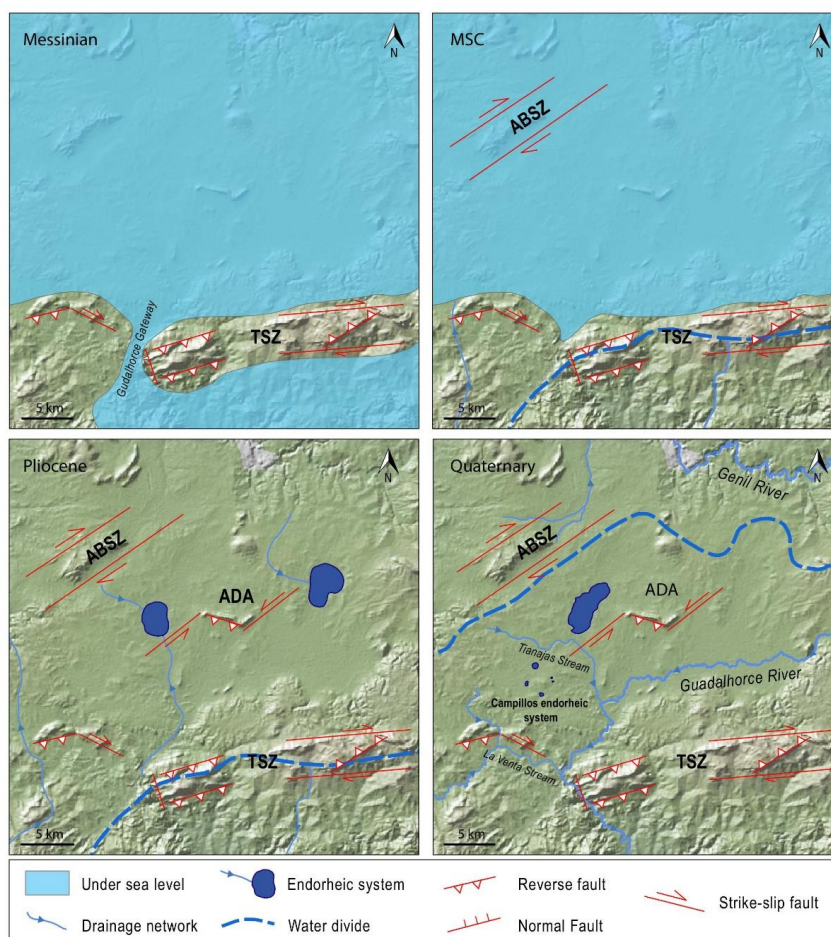 Messinian
N
Gudalhorce Gateway
TSZ
5 km
MSC
N
ABSZ
TSZ
5 km
Pliocene
N
ABSZ
ADA
TSZ
5 km
Quaternary
N
Genil River
ABSZ
ADA
Tianajas Stream
Guadalhorce River
Campillos endorheic
system
TSZ
La Venta Stream
5 km
Under sea level
Endorheic system
Reverse fault
Strike-slip fault
Drainage network
Water divide
Normal Fault